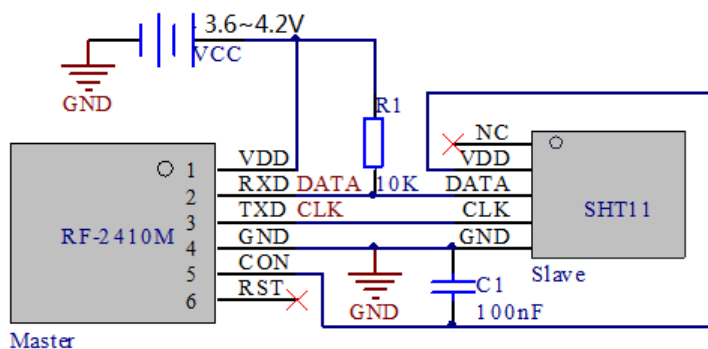 3.6~4.2V
VCC
GND
R1
10K
1 VDD
2 RXD DATA
3 TXD CLK
4 GND
5 CON
6 RST
RF-2410M
Master
GND
C1
100nF
NC
VDD
DATA
CLK
GND
SHT11
Slave